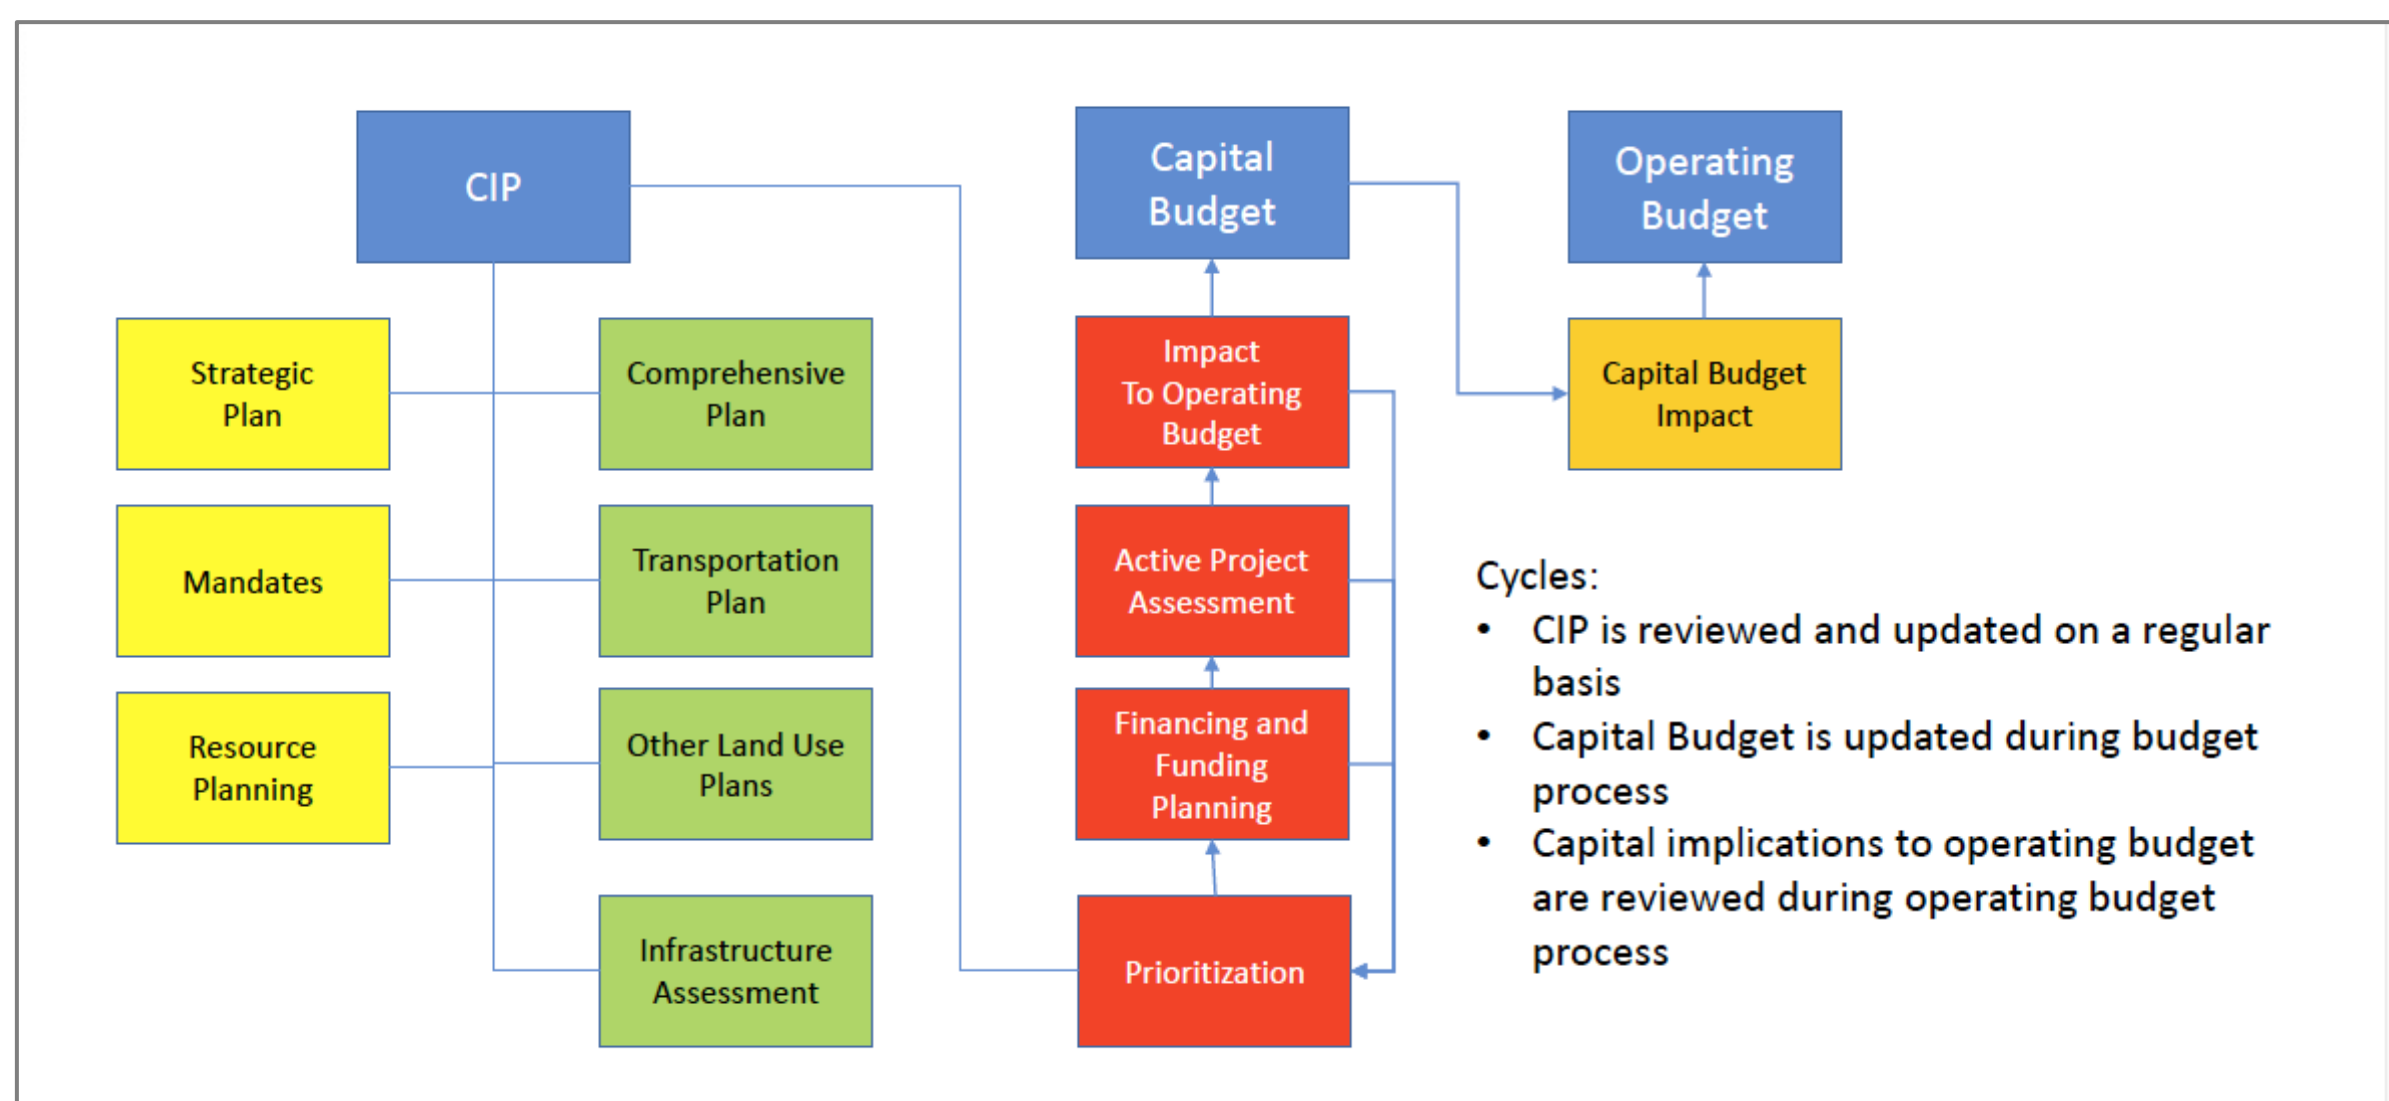 CIP
Capital
Budget
Operating
Budget
Strategic
Plan
Comprehensive
Plan
Impact
To Operating
Budget
Capital Budget
Impact
Mandates
Transportation
Plan
Active Project
Assessment
Resource
Planning
Other Land Use
Plans
Financing and
Funding
Planning
Infrastructure
Assessment
Prioritization
Cycles:
• CIP is reviewed and updated on a regular
basis
• Capital Budget is updated during budget
process
• Capital implications to operating budget
are reviewed during operating budget
process